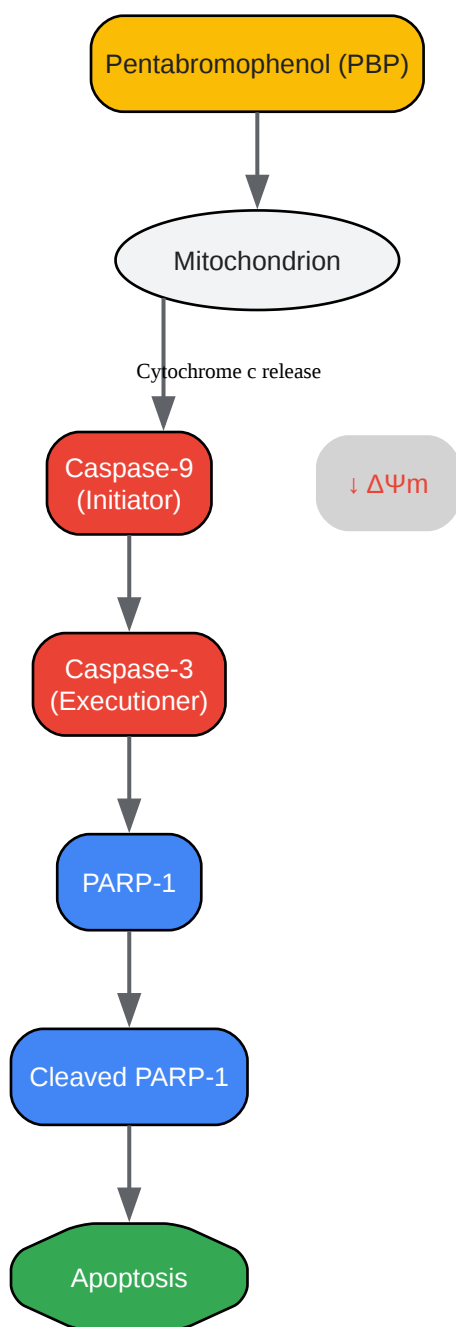 Pentabromophenol (PBP)
Mitochondrion
Cytochrome c release
Caspase-9
(Initiator)
↓ ΔΨm
Caspase-3
(Executioner)
PARP-1
Cleaved PARP-1
Apoptosis